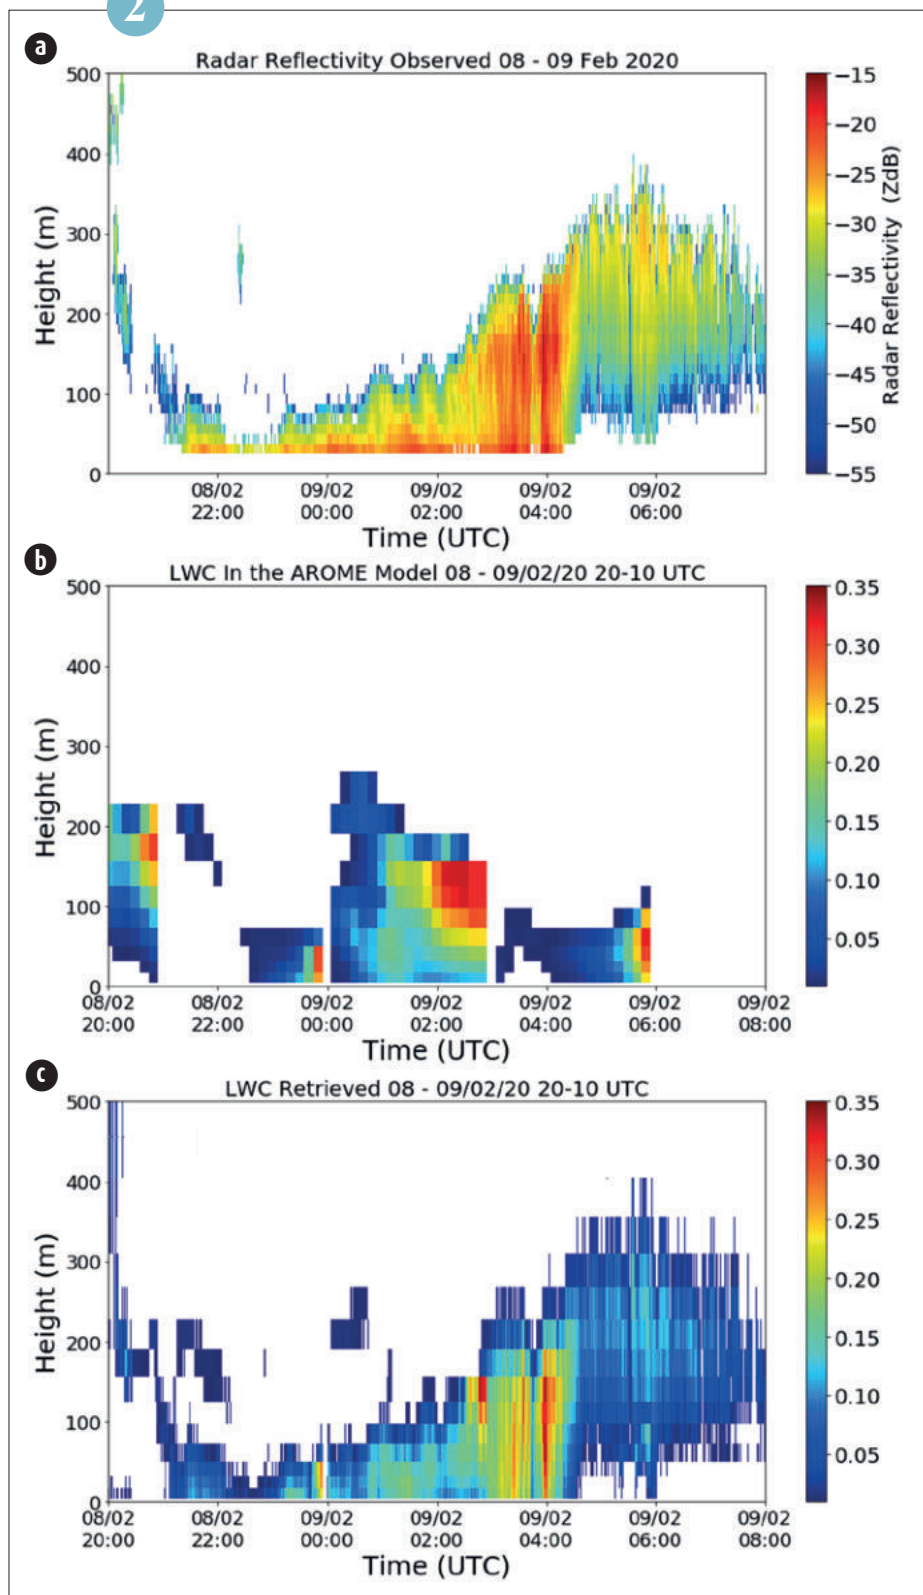 2
a
Radar Reflectivity Observed 08 - 09 Feb 2020
500
400
300
200
100
0
Height (m)
08/02 09/02 09/02 09/02 09/02
22:00 00:00 02:00 04:00 06:00
Time (UTC)
−15
−20
−25
−30
−35
−40
−45
−50
−55
Radar Reflectivity (ZdB)
b
LWC In the AROME Model 08 - 09/02/20 20-10 UTC
500
400
300
200
100
0
Height (m)
08/02 08/02 09/02 09/02 09/02 09/02 09/02
20:00 22:00 00:00 02:00 04:00 06:00 08:00
Time (UTC)
0.35
0.30
0.25
0.20
0.15
0.10
0.05
c
LWC Retrieved 08 - 09/02/20 20-10 UTC
500
400
300
200
100
0
Height (m)
08/02 08/02 09/02 09/02 09/02 09/02 09/02
20:00 22:00 00:00 02:00 04:00 06:00 08:00
Time (UTC)
0.35
0.30
0.25
0.20
0.15
0.10
0.05